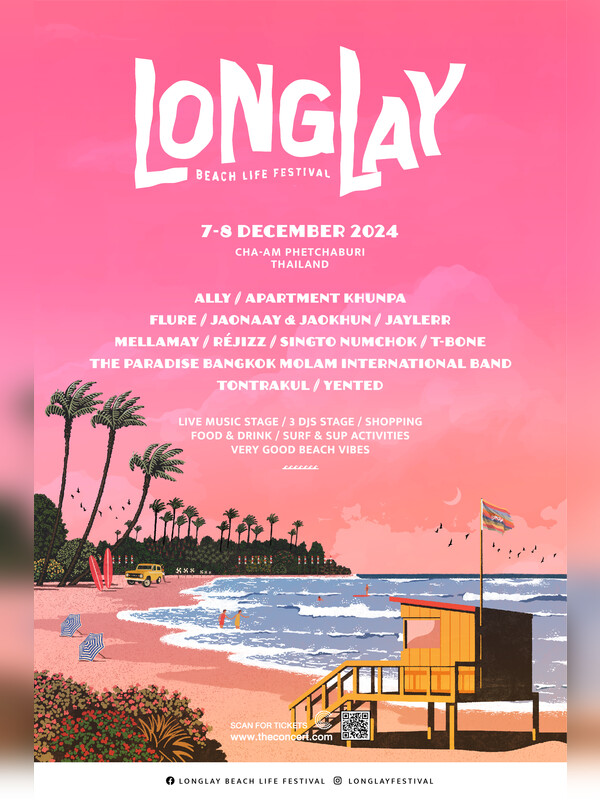 LONGLAY
BEACH LIFE FESTIVAL
7-8 DECEMBER 2024
CHA-AM PHETCHABURI
THAILAND
ALLY / APARTMENT KHUNPA
FLURE / JAONAAY & JAOKHUN / JAYLERR
MELLAMAY / RÉJIZZ / SINGTO NUMCHOK / T-BONE
THE PARADISE BANGKOK MOLAM INTERNATIONAL BAND
TONTRAKUL / YENTED
LIVE MUSIC STAGE / 3 DJS STAGE / SHOPPING
FOOD & DRINK / SURF & SUP ACTIVITIES
VERY GOOD BEACH VIBES
SCAN FOR TICKETS
www.theconcert.com
LONGLAY BEACH LIFE FESTIVAL LONGLAYFESTIVAL